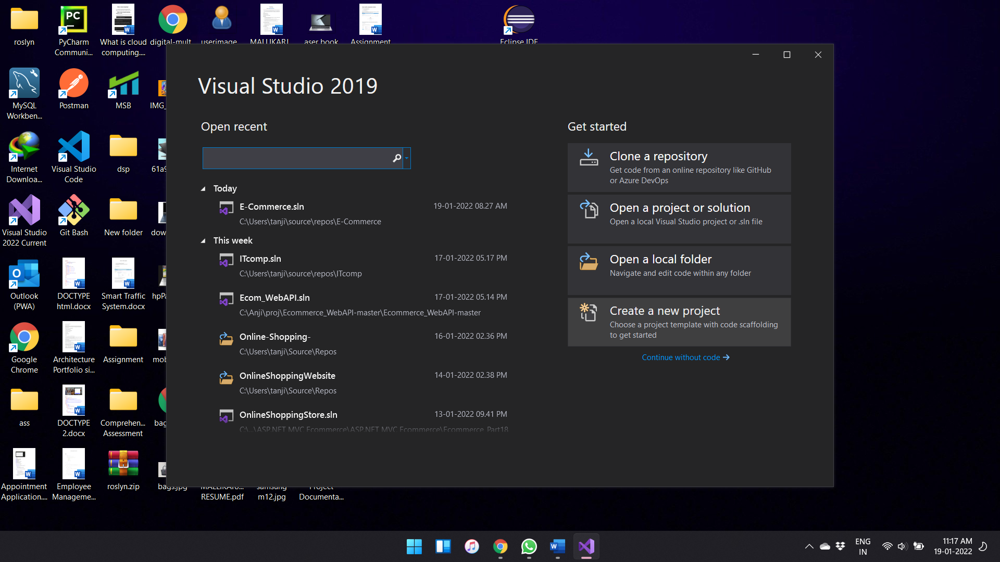 roslyn
PC
PyCharm
Communi...
What is cloud
computing....
digital-mult
userimage
MALLIKARJ
aser book
Assignment
Eclipse IDE
MySQL
Workben...
Postman
MSB
IMG_
Internet
Downloa...
Visual Studio
Code
dsp
61a9
Visual Studio
2022 Current
Git Bash
New folder
dow
Outlook
(PWA)
DOCTYPE
html.docx
Smart Traffic
System.docx
hpPa
Google
Chrome
Architecture
Portfolio si...
Assignment
mob
ass
DOCTYPE
2.docx
Comprehen...
Assessment
bag
Appointment
Application....
Employee
Manageme...
roslyn.zip
bags.jpg
MALLIKAR...
RESUME.pdf
samsung
m12.jpg
Project
Documenta...
Visual Studio 2019
Open recent
Today
E-Commerce.sln
19-01-2022 08.27 AM
C:\Users\tanji\source\repos\E-Commerce
This week
ITcomp.sln
17-01-2022 05.17 PM
C:\Users\tanji\source\repos\ITcomp
Ecom_WebAPI.sln
17-01-2022 05.14 PM
C:\Anji\proj\Ecommerce_WebAPI-master\Ecommerce_WebAPI-master
Online-Shopping-
16-01-2022 02.36 PM
C:\Users\tanji\Source\Repos
OnlineShoppingWebsite
14-01-2022 02.38 PM
C:\Users\tanji\Source\Repos
OnlineShoppingStore.sln
13-01-2022 09.41 PM
C:\...\ASP.NET MVC Ecommerce\ASP.NET MVC Ecommerce\Ecommerce_Part18
Get started
Clone a repository
Get code from an online repository like GitHub
or Azure DevOps
Open a project or solution
Open a local Visual Studio project or .sln file
Open a local folder
Navigate and edit code within any folder
Create a new project
Choose a project template with code scaffolding
to get started
Continue without code →
ENG
IN
11:17 AM
19-01-2022